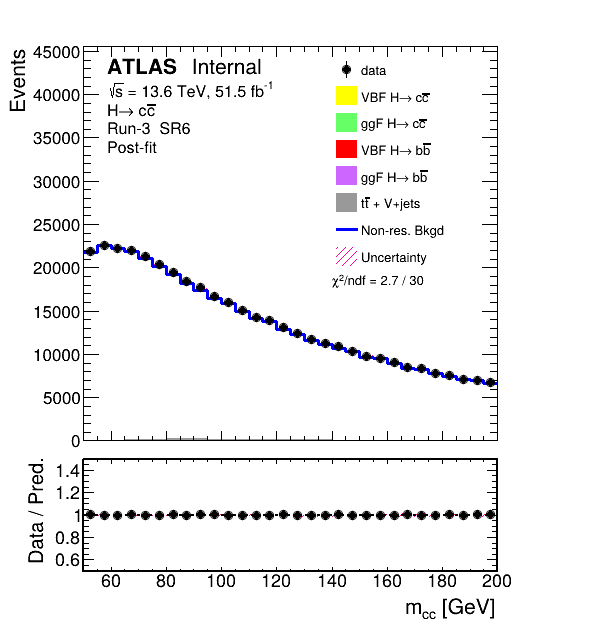 Events
45000
40000
35000
30000
25000
20000
15000
10000
5000
0
ATLAS Internal
√s = 13.6 TeV, 51.5 fb⁻¹
H→ cc̅
Run-3 SR6
Post-fit
data
VBF H→ cc̅
ggF H→ cc̅
VBF H→ bb̅
ggF H→ bb̅
tt̅ + V+jets
Non-res. Bkgd
Uncertainty
χ²/ndf = 2.7 / 30
Data / Pred.
1.4
1.2
1
0.8
0.6
60 80 100 120 140 160 180 200
m_cc [GeV]